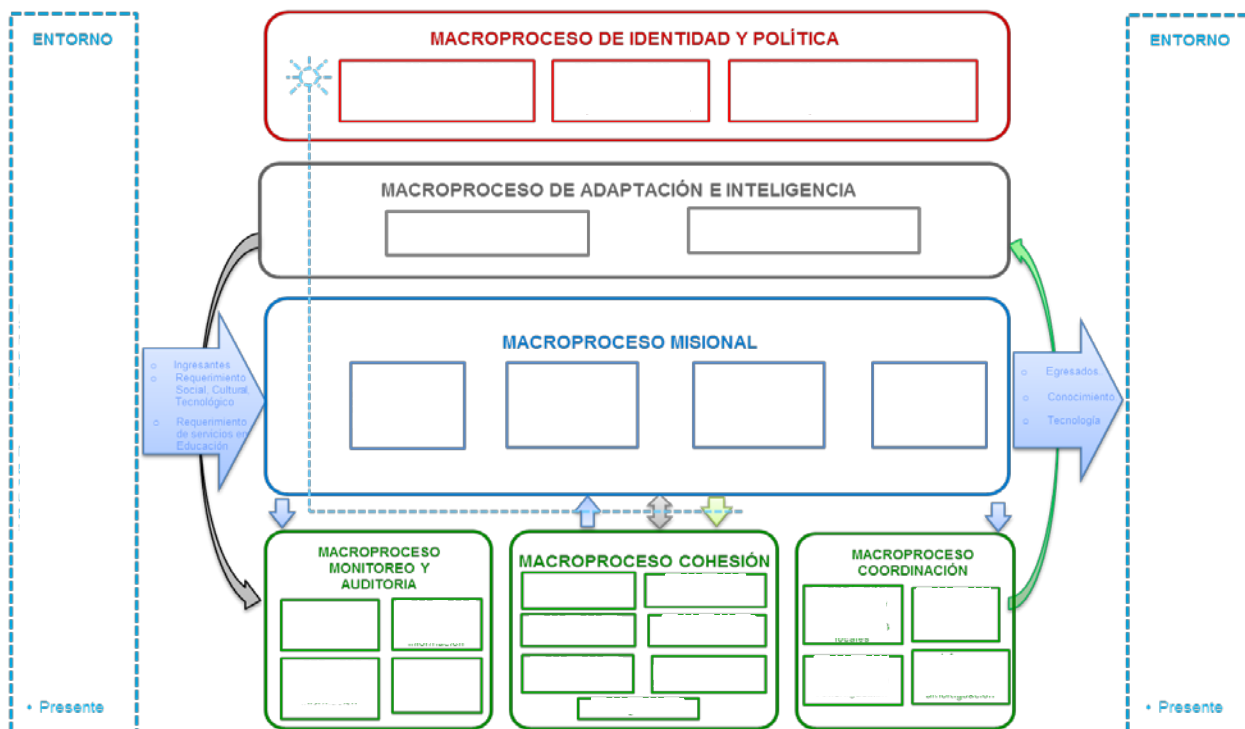 ENTORNO
MACROPROCESO DE IDENTIDAD Y POLÍTICA
ENTORNO
MACROPROCESO DE ADAPTACIÓN E INTELIGENCIA
MACROPROCESO MISIONAL
o Ingresantes
o Requerimiento
Social, Cultural,
Tecnológico
o Requerimiento
de servicios en
Educación
o Egresados.
o Conocimiento
o Tecnología
MACROPROCESO
MONITOREO Y
AUDITORIA
MACROPROCESO COHESIÓN
MACROPROCESO
COORDINACIÓN
• Presente
• Presente